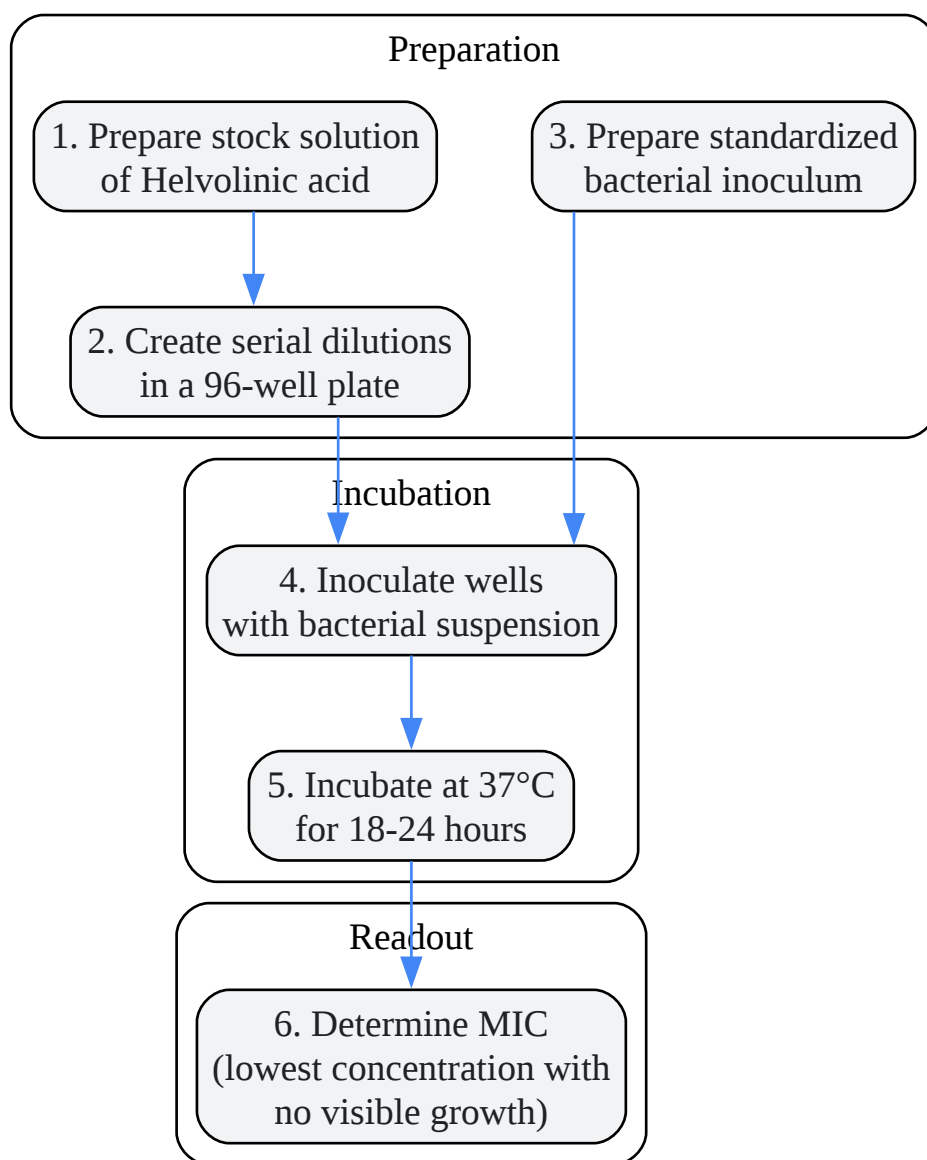 Preparation
1. Prepare stock solution
of Helvolinic acid
3. Prepare standardized
bacterial inoculum
2. Create serial dilutions
in a 96-well plate
Incubation
4. Inoculate wells
with bacterial suspension
5. Incubate at 37°C
for 18-24 hours
Readout
6. Determine MIC
(lowest concentration with
no visible growth)